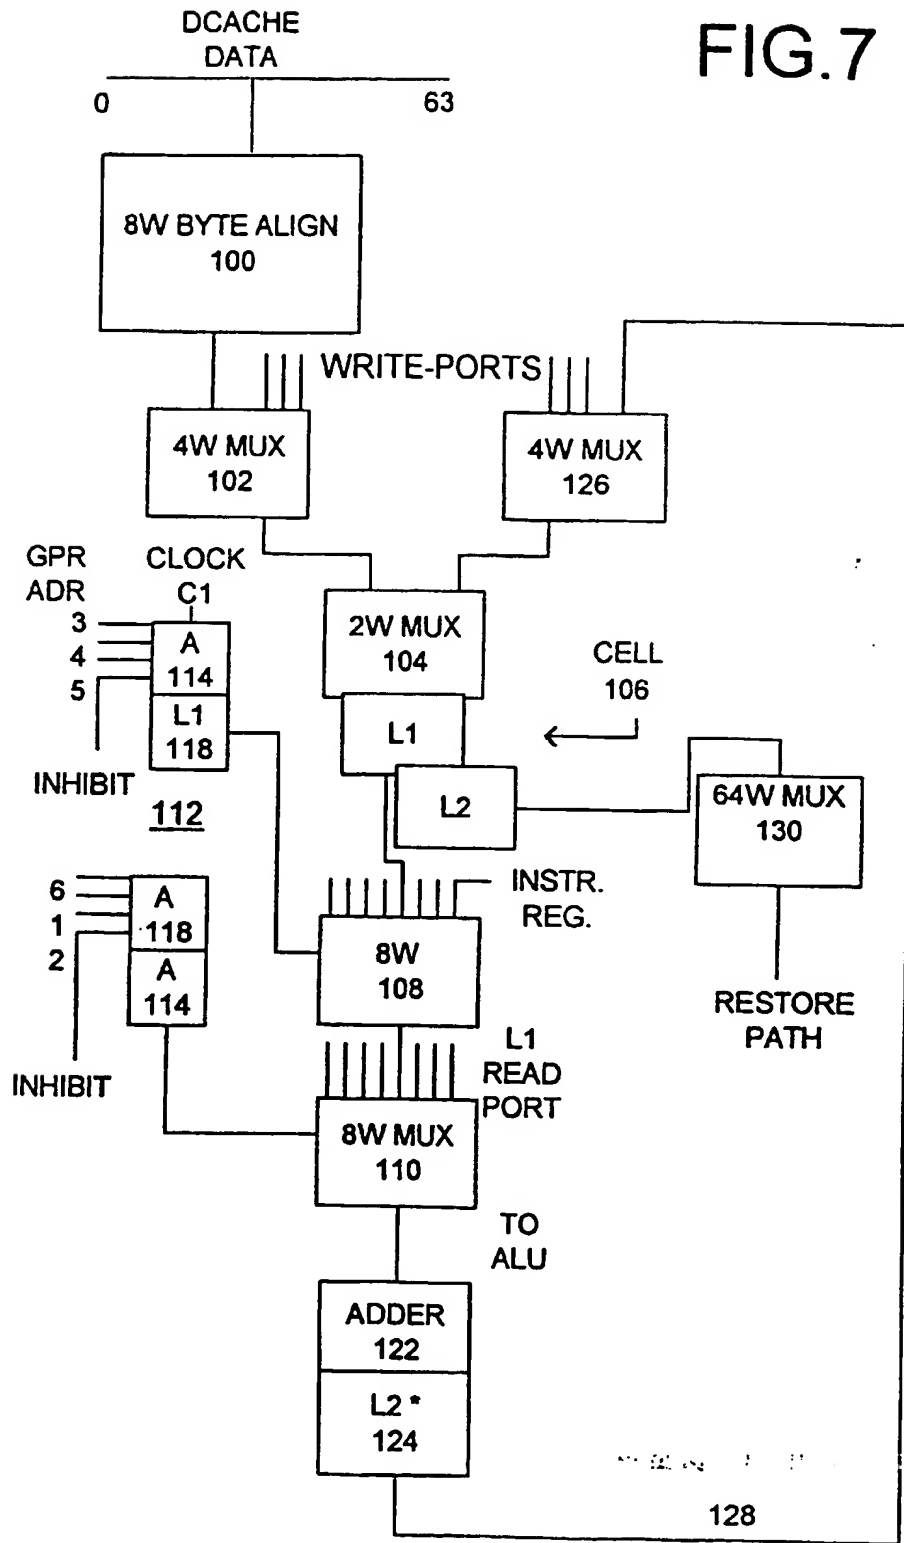 DCACHE
DATA
FIG.7
0
63
8W BYTE ALIGN
100
WRITE-PORTS
4W MUX
102
4W MUX
126
GPR
ADR
CLOCK
C1
3
4
5
A
114
L1
118
INHIBIT
112
2W MUX
104
CELL
106
L1
L2
64W MUX
130
6
1
2
A
118
A
114
INHIBIT
INSTR.
REG.
8W
108
RESTORE
PATH
L1
READ
PORT
8W MUX
110
TO
ALU
ADDER
122
L2 *
124
128